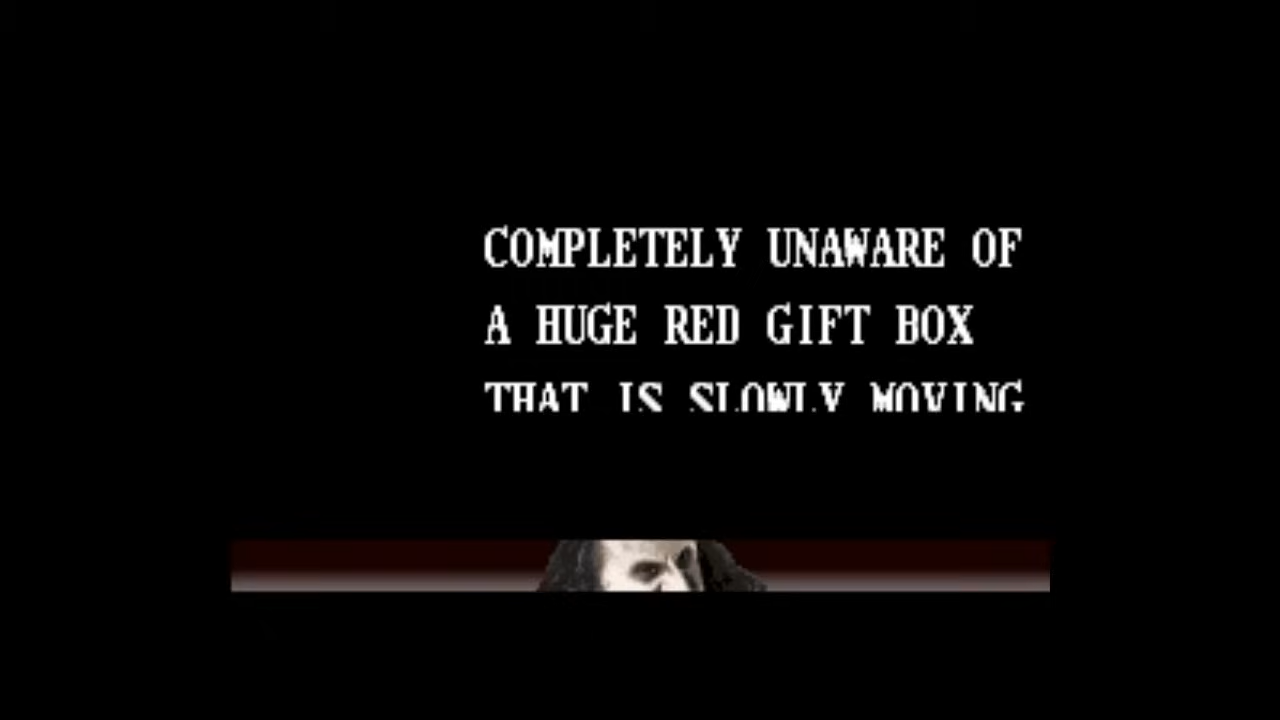 COMPLETELY UNAWARE OF
A HUGE RED GIFT BOX
THAT IS SLOWLY MOVING